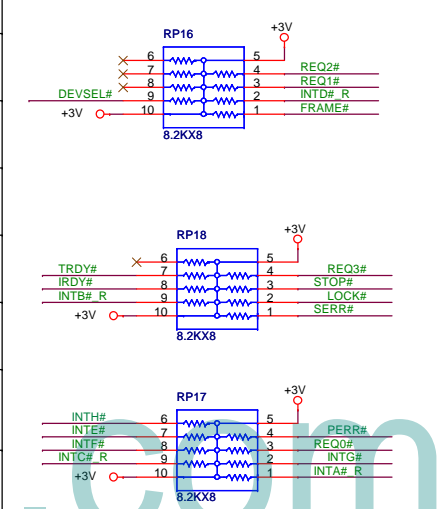 RP16
+3V
6 5
7 4 REQ2#
8 3 REQ1#
DEVSEL# 9 2 INTD#_R
+3V 10 1 FRAME#
8.2KX8
RP18
+3V
6 5
TRDY# 7 4 REQ3#
IRDY# 8 3 STOP#
INTB#_R 9 2 LOCK#
+3V 10 1 SERR#
8.2KX8
RP17
+3V
INTH# 6 5
INTE# 7 4 PERR#
INTF# 8 3 REQ0#
INTC#_R 9 2 INTG#
+3V 10 1 INTA#_R
8.2KX8
.com